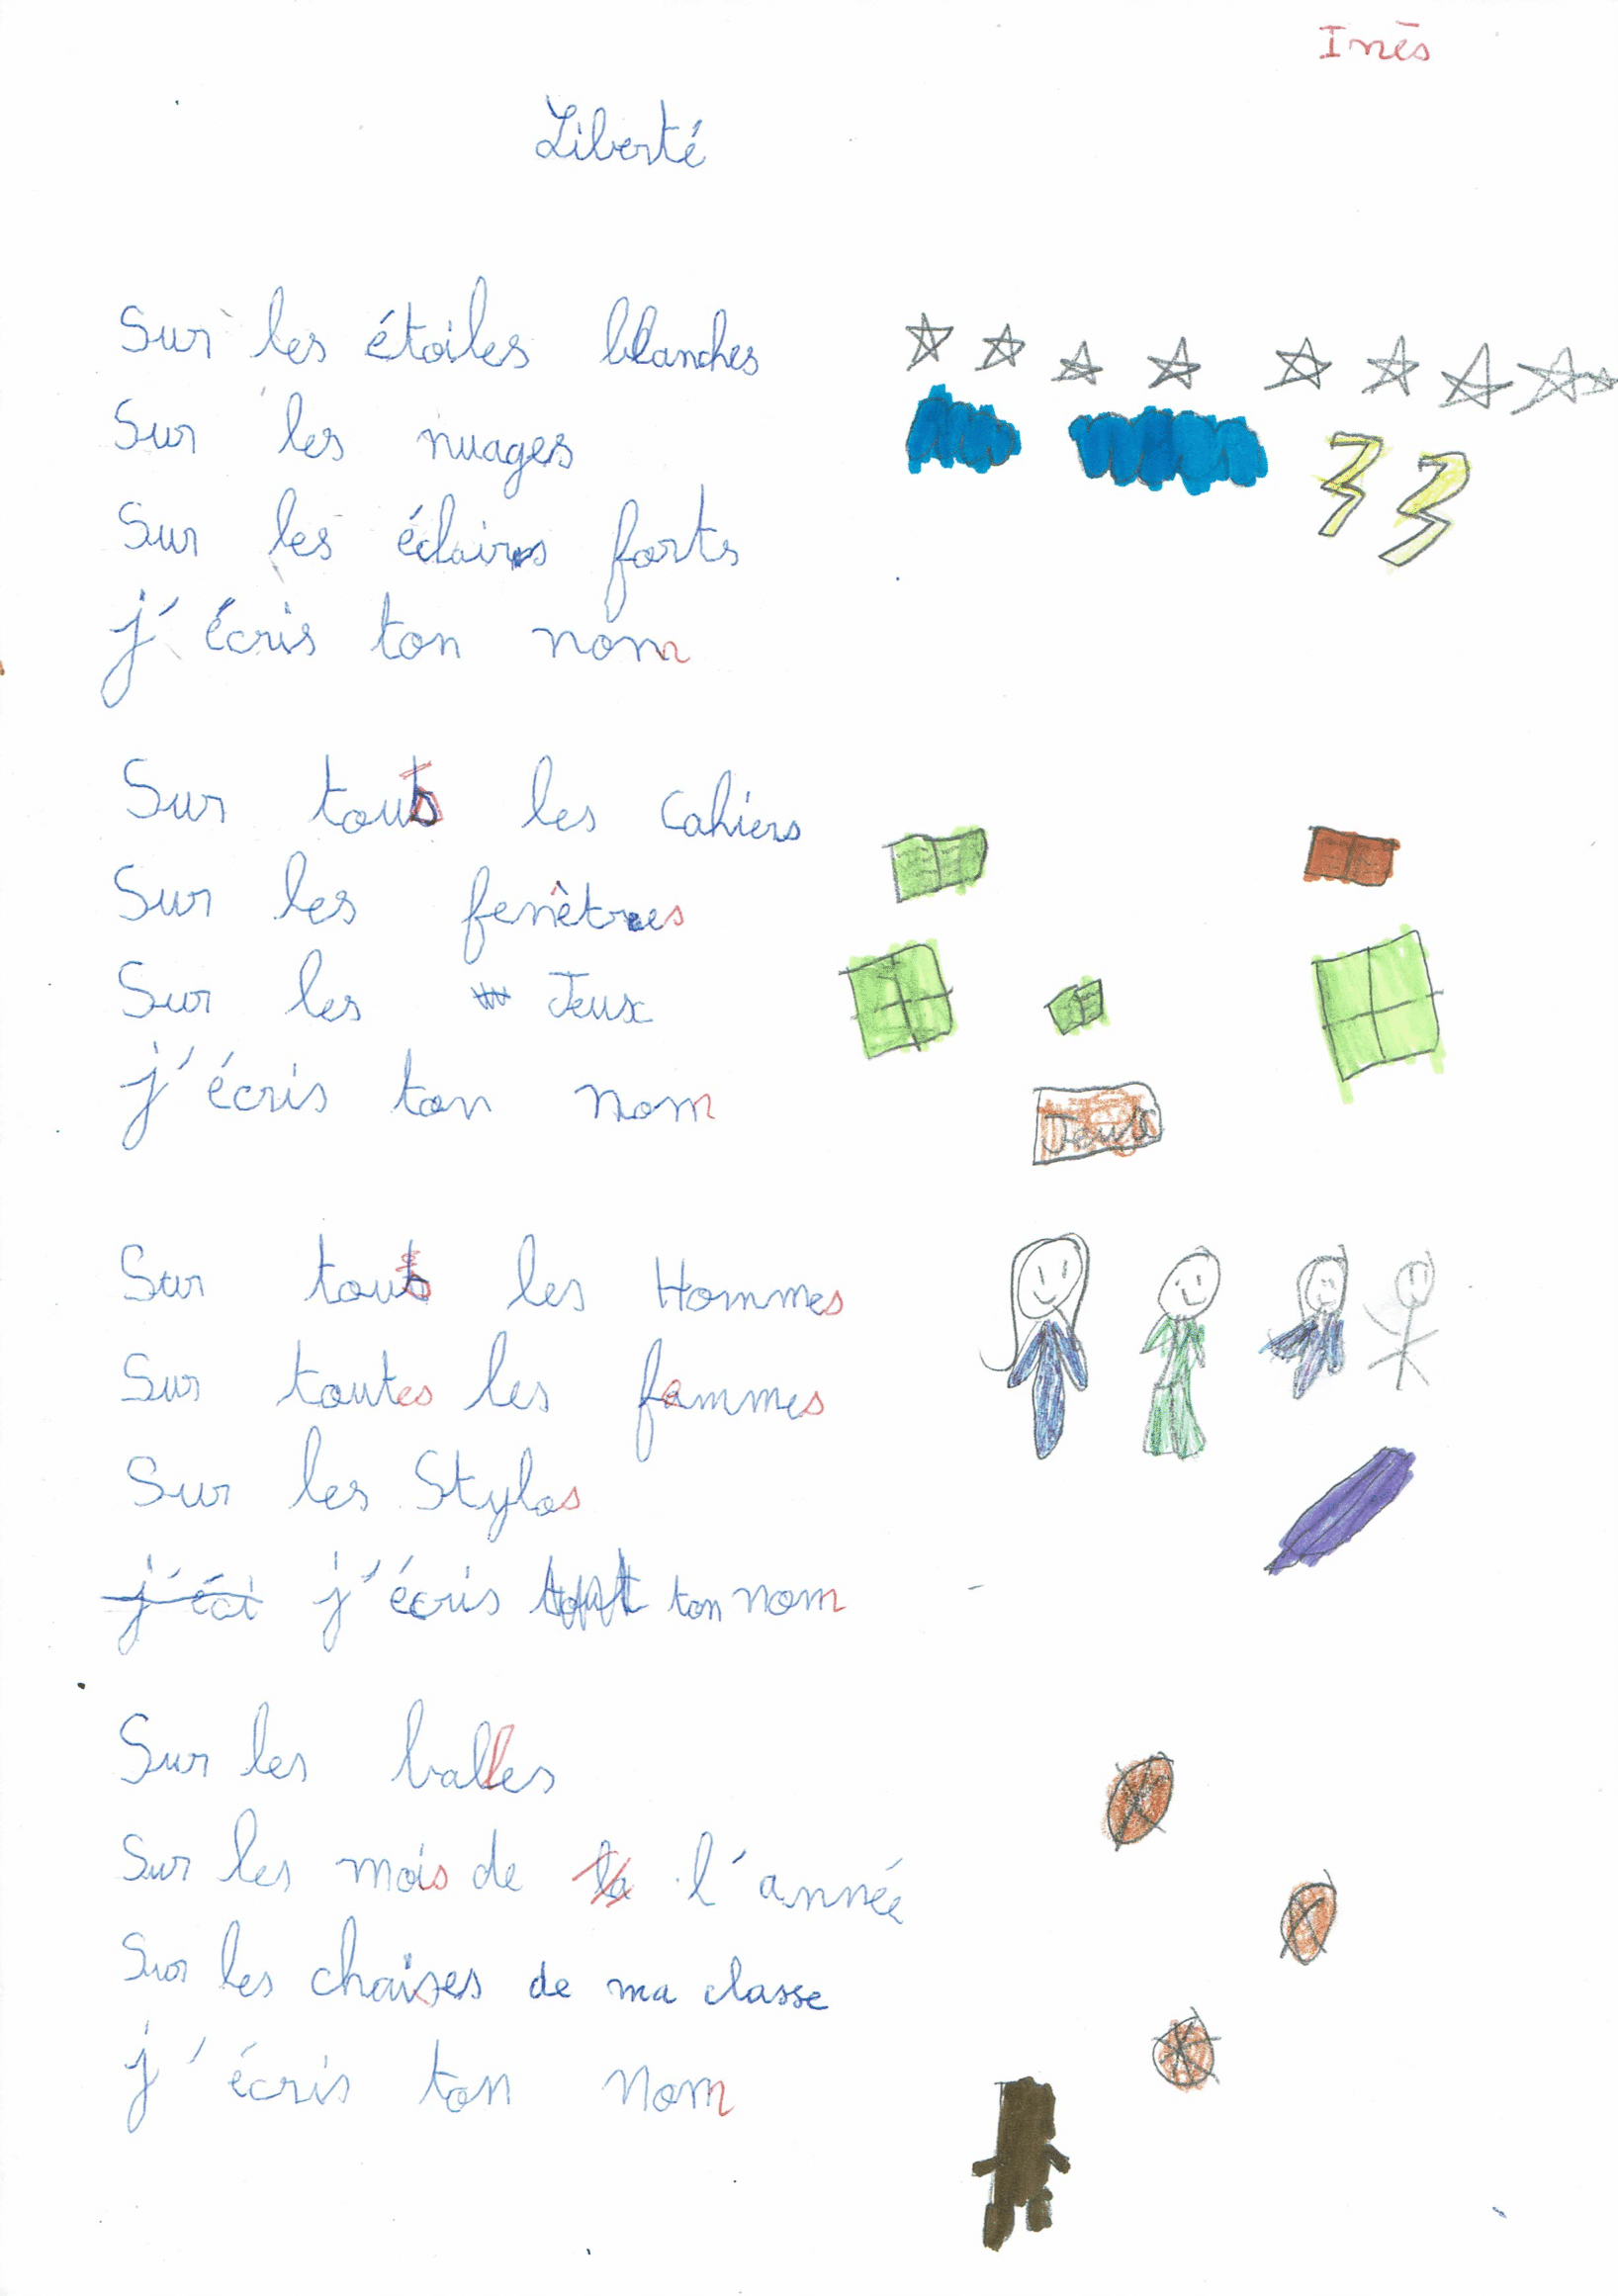 Inès
Liberté
Sur les étoiles blanches
Sur les nuages
Sur les éclairs forts
j'écris ton nom
Sur tous les cahiers
Sur les fenêtres
Sur les Jeux
j'écris ton nom
Sur tous les Hommes
Sur toutes les femmes
Sur les Stylos
j'éci j'écris ton nom
Sur les balles
Sur les mois de la l'année
Sur les chaises de ma classe
j'écris ton nom